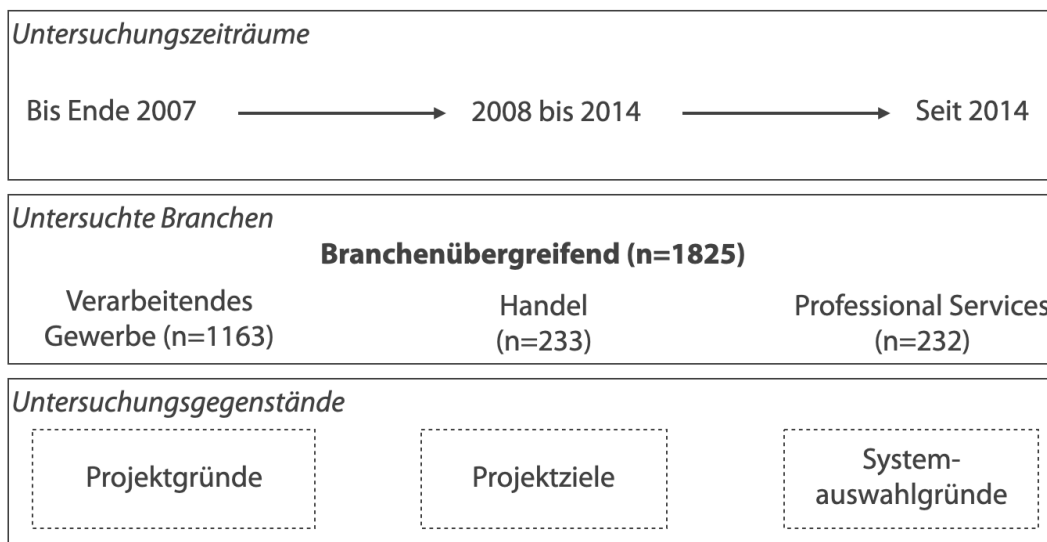 Untersuchungszeiträume
Bis Ende 2007 2008 bis 2014 Seit 2014
Untersuchte Branchen
Branchenübergreifend (n=1825)
Verarbeitendes Handel Professional Services
Gewerbe (n=1163) (n=233) (n=232)
Untersuchungsgegenstände
Projektgründe Projektziele System-
auswahlgründe